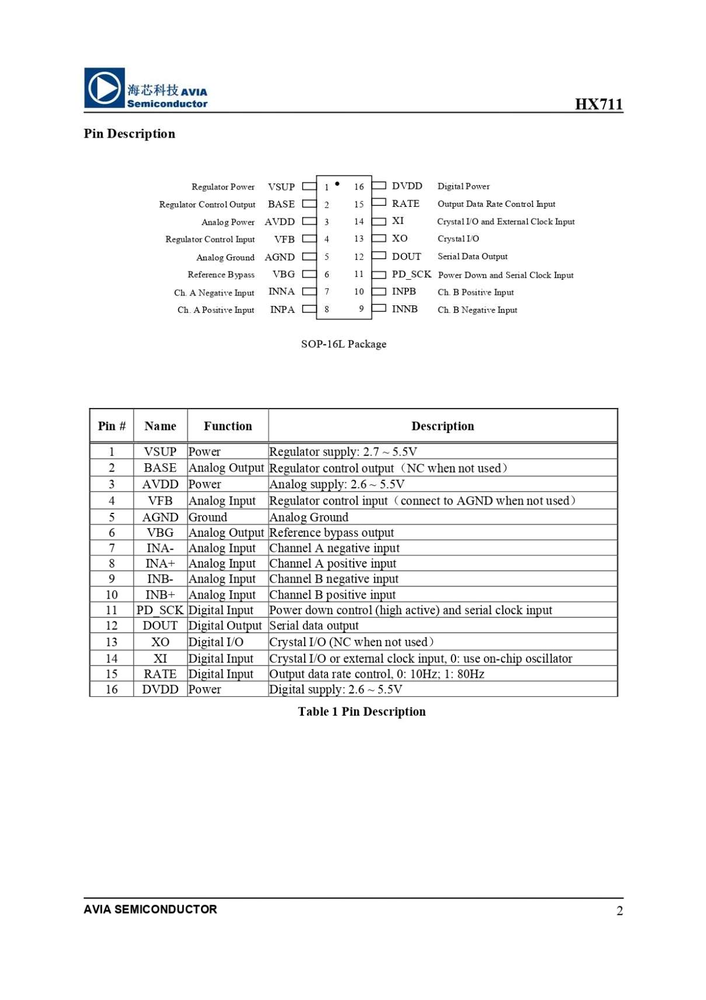 海芯科技 AVIA
Semiconductor
HX711
Pin Description
Regulator Power VSUP 1 16 DVDD Digital Power
Regulator Control Output BASE 2 15 RATE Output Data Rate Control Input
Analog Power AVDD 3 14 XI Crystal I/O and External Clock Input
Regulator Control Input VFB 4 13 XO Crystal I/O
Analog Ground AGND 5 12 DOUT Serial Data Output
Reference Bypass VBG 6 11 PD_SCK Power Down and Serial Clock Input
Ch. A Negative Input INNA 7 10 INPB Ch. B Positive Input
Ch. A Positive Input INPA 8 9 INNB Ch. B Negative Input
SOP-16L Package
Pin # Name Function Description
1 VSUP Power Regulator supply: 2.7 ~ 5.5V
2 BASE Analog Output Regulator control output（NC when not used）
3 AVDD Power Analog supply: 2.6 ~ 5.5V
4 VFB Analog Input Regulator control input（connect to AGND when not used）
5 AGND Ground Analog Ground
6 VBG Analog Output Reference bypass output
7 INA- Analog Input Channel A negative input
8 INA+ Analog Input Channel A positive input
9 INB- Analog Input Channel B negative input
10 INB+ Analog Input Channel B positive input
11 PD_SCK Digital Input Power down control (high active) and serial clock input
12 DOUT Digital Output Serial data output
13 XO Digital I/O Crystal I/O (NC when not used）
14 XI Digital Input Crystal I/O or external clock input, 0: use on-chip oscillator
15 RATE Digital Input Output data rate control, 0: 10Hz; 1: 80Hz
16 DVDD Power Digital supply: 2.6 ~ 5.5V
Table 1 Pin Description
AVIA SEMICONDUCTOR 2